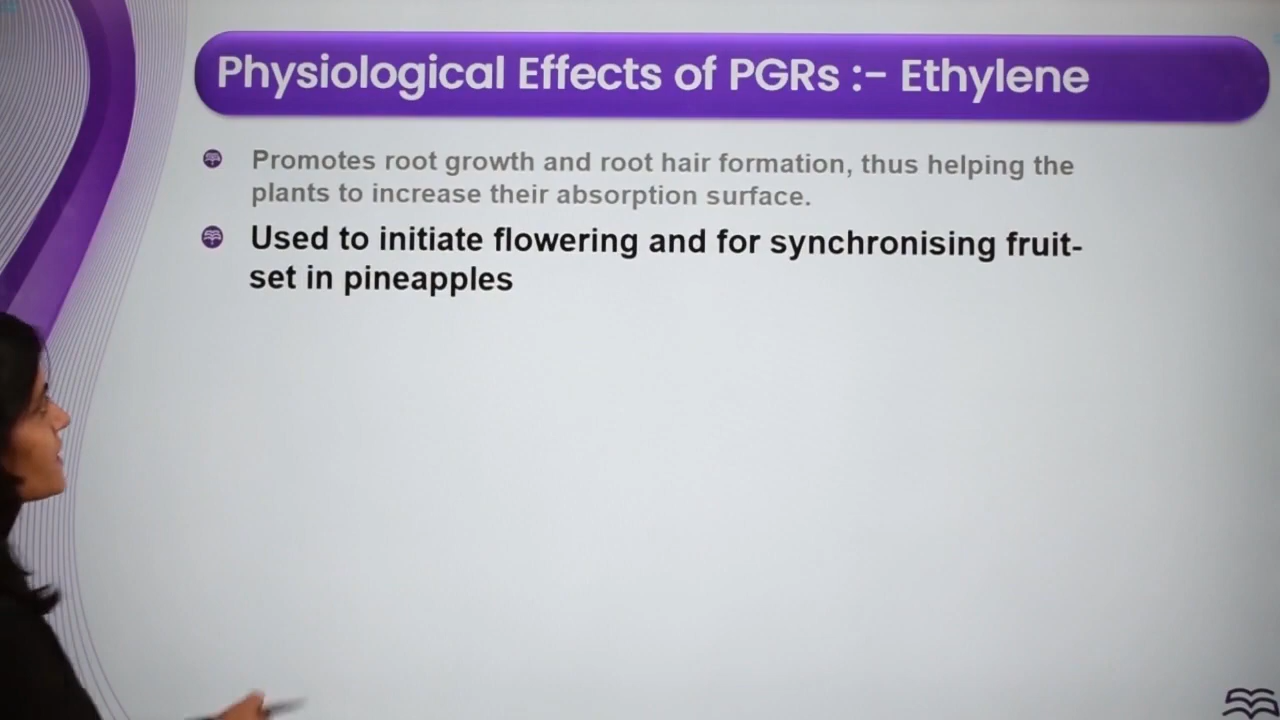 Physiological Effects of PGRs :- Ethylene
Promotes root growth and root hair formation, thus helping the
plants to increase their absorption surface.
Used to initiate flowering and for synchronising fruit-
set in pineapples